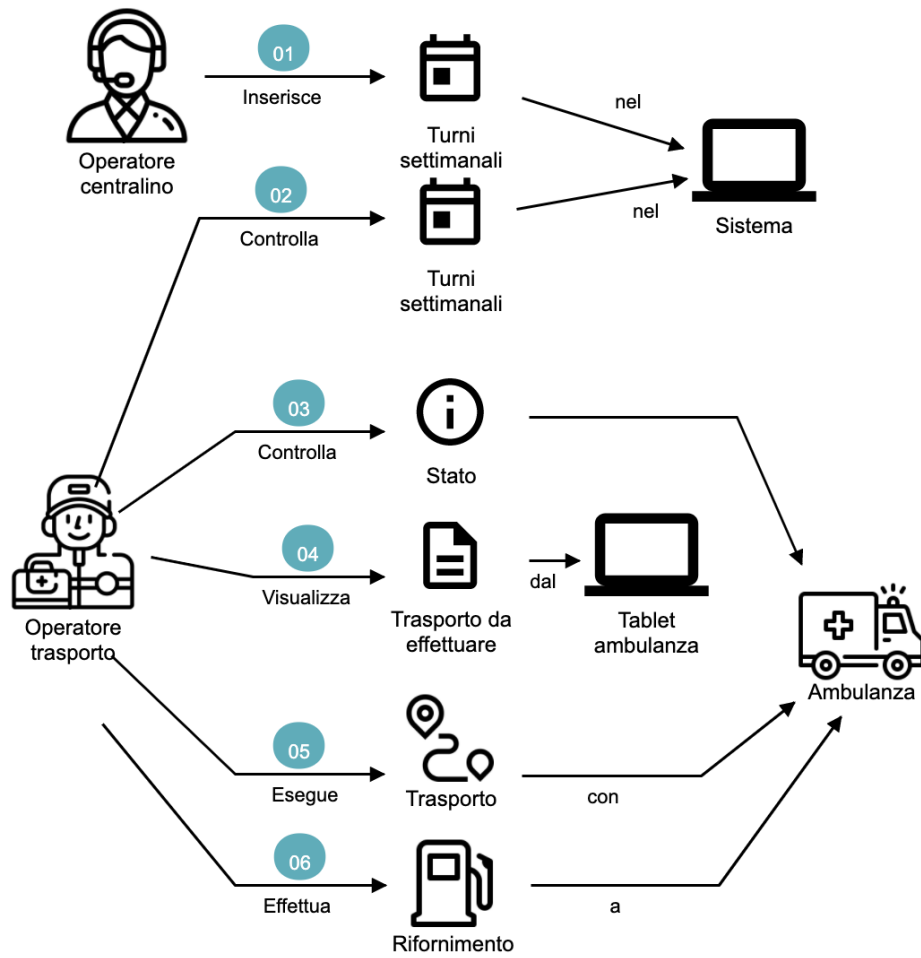 01
Inserisce
Operatore
centralino
Turni
settimanali
nel
02
Controlla
Turni
settimanali
nel
Sistema
03
Controlla
Stato
04
Visualizza
Trasporto da
effettuare
dal
Tablet
ambulanza
Operatore
trasporto
Ambulanza
05
Esegue
Trasporto
con
06
Effettua
Rifornimento
a